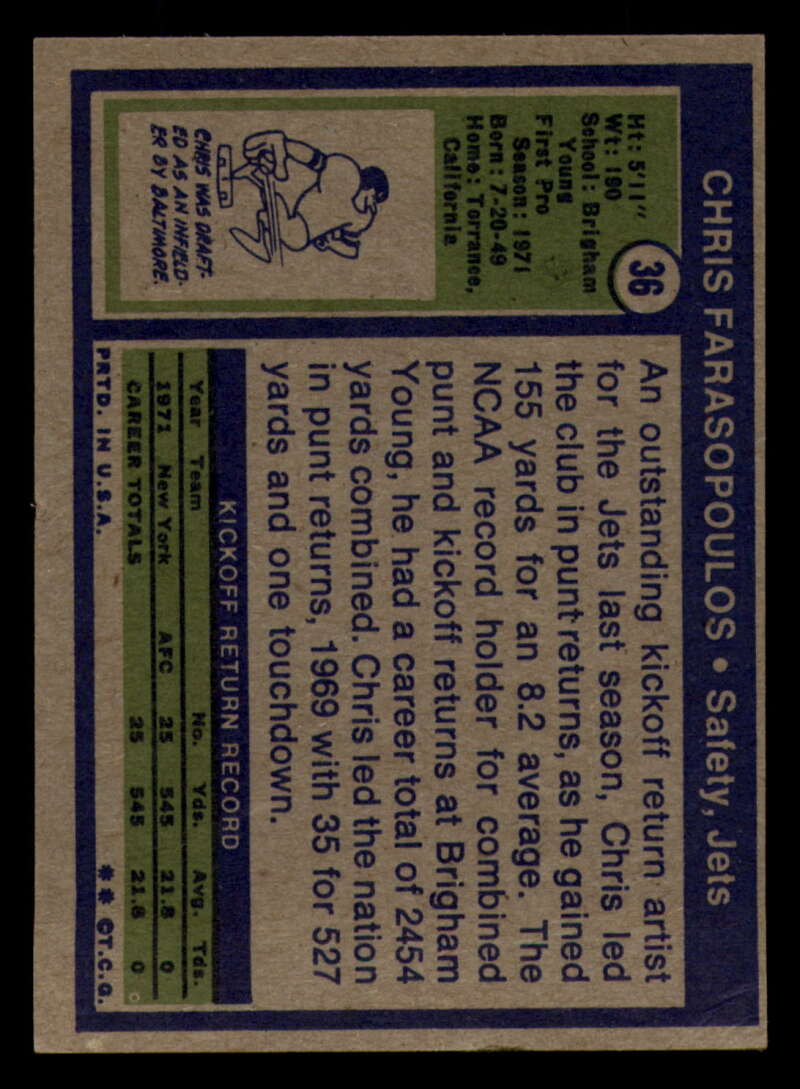 CHRIS FARASOPOULOS • Safety, Jets
36
Ht: 5'11"
Wt: 190
School: Brigham
Young
First Pro
Season: 1971
Born: 7-20-49
Home: Torrance,
California
CHRIS WAS DRAFT-
ED AS AN INFIELD-
ER BY BALTIMORE.
An outstanding kickoff return artist
for the Jets last season, Chris led
the club in punt returns, as he gained
155 yards for an 8.2 average. The
NCAA record holder for combined
punt and kickoff returns at Brigham
Young, he had a career total of 2454
yards combined. Chris led the nation
in punt returns, 1969 with 35 for 527
yards and one touchdown.
KICKOFF RETURN RECORD
Year Team No. Yds. Avg. Tds.
1971 New York AFC 25 545 21.8 0
CAREER TOTALS 25 545 21.8 0
PRTD. IN U.S.A. ** ©T.C.G.